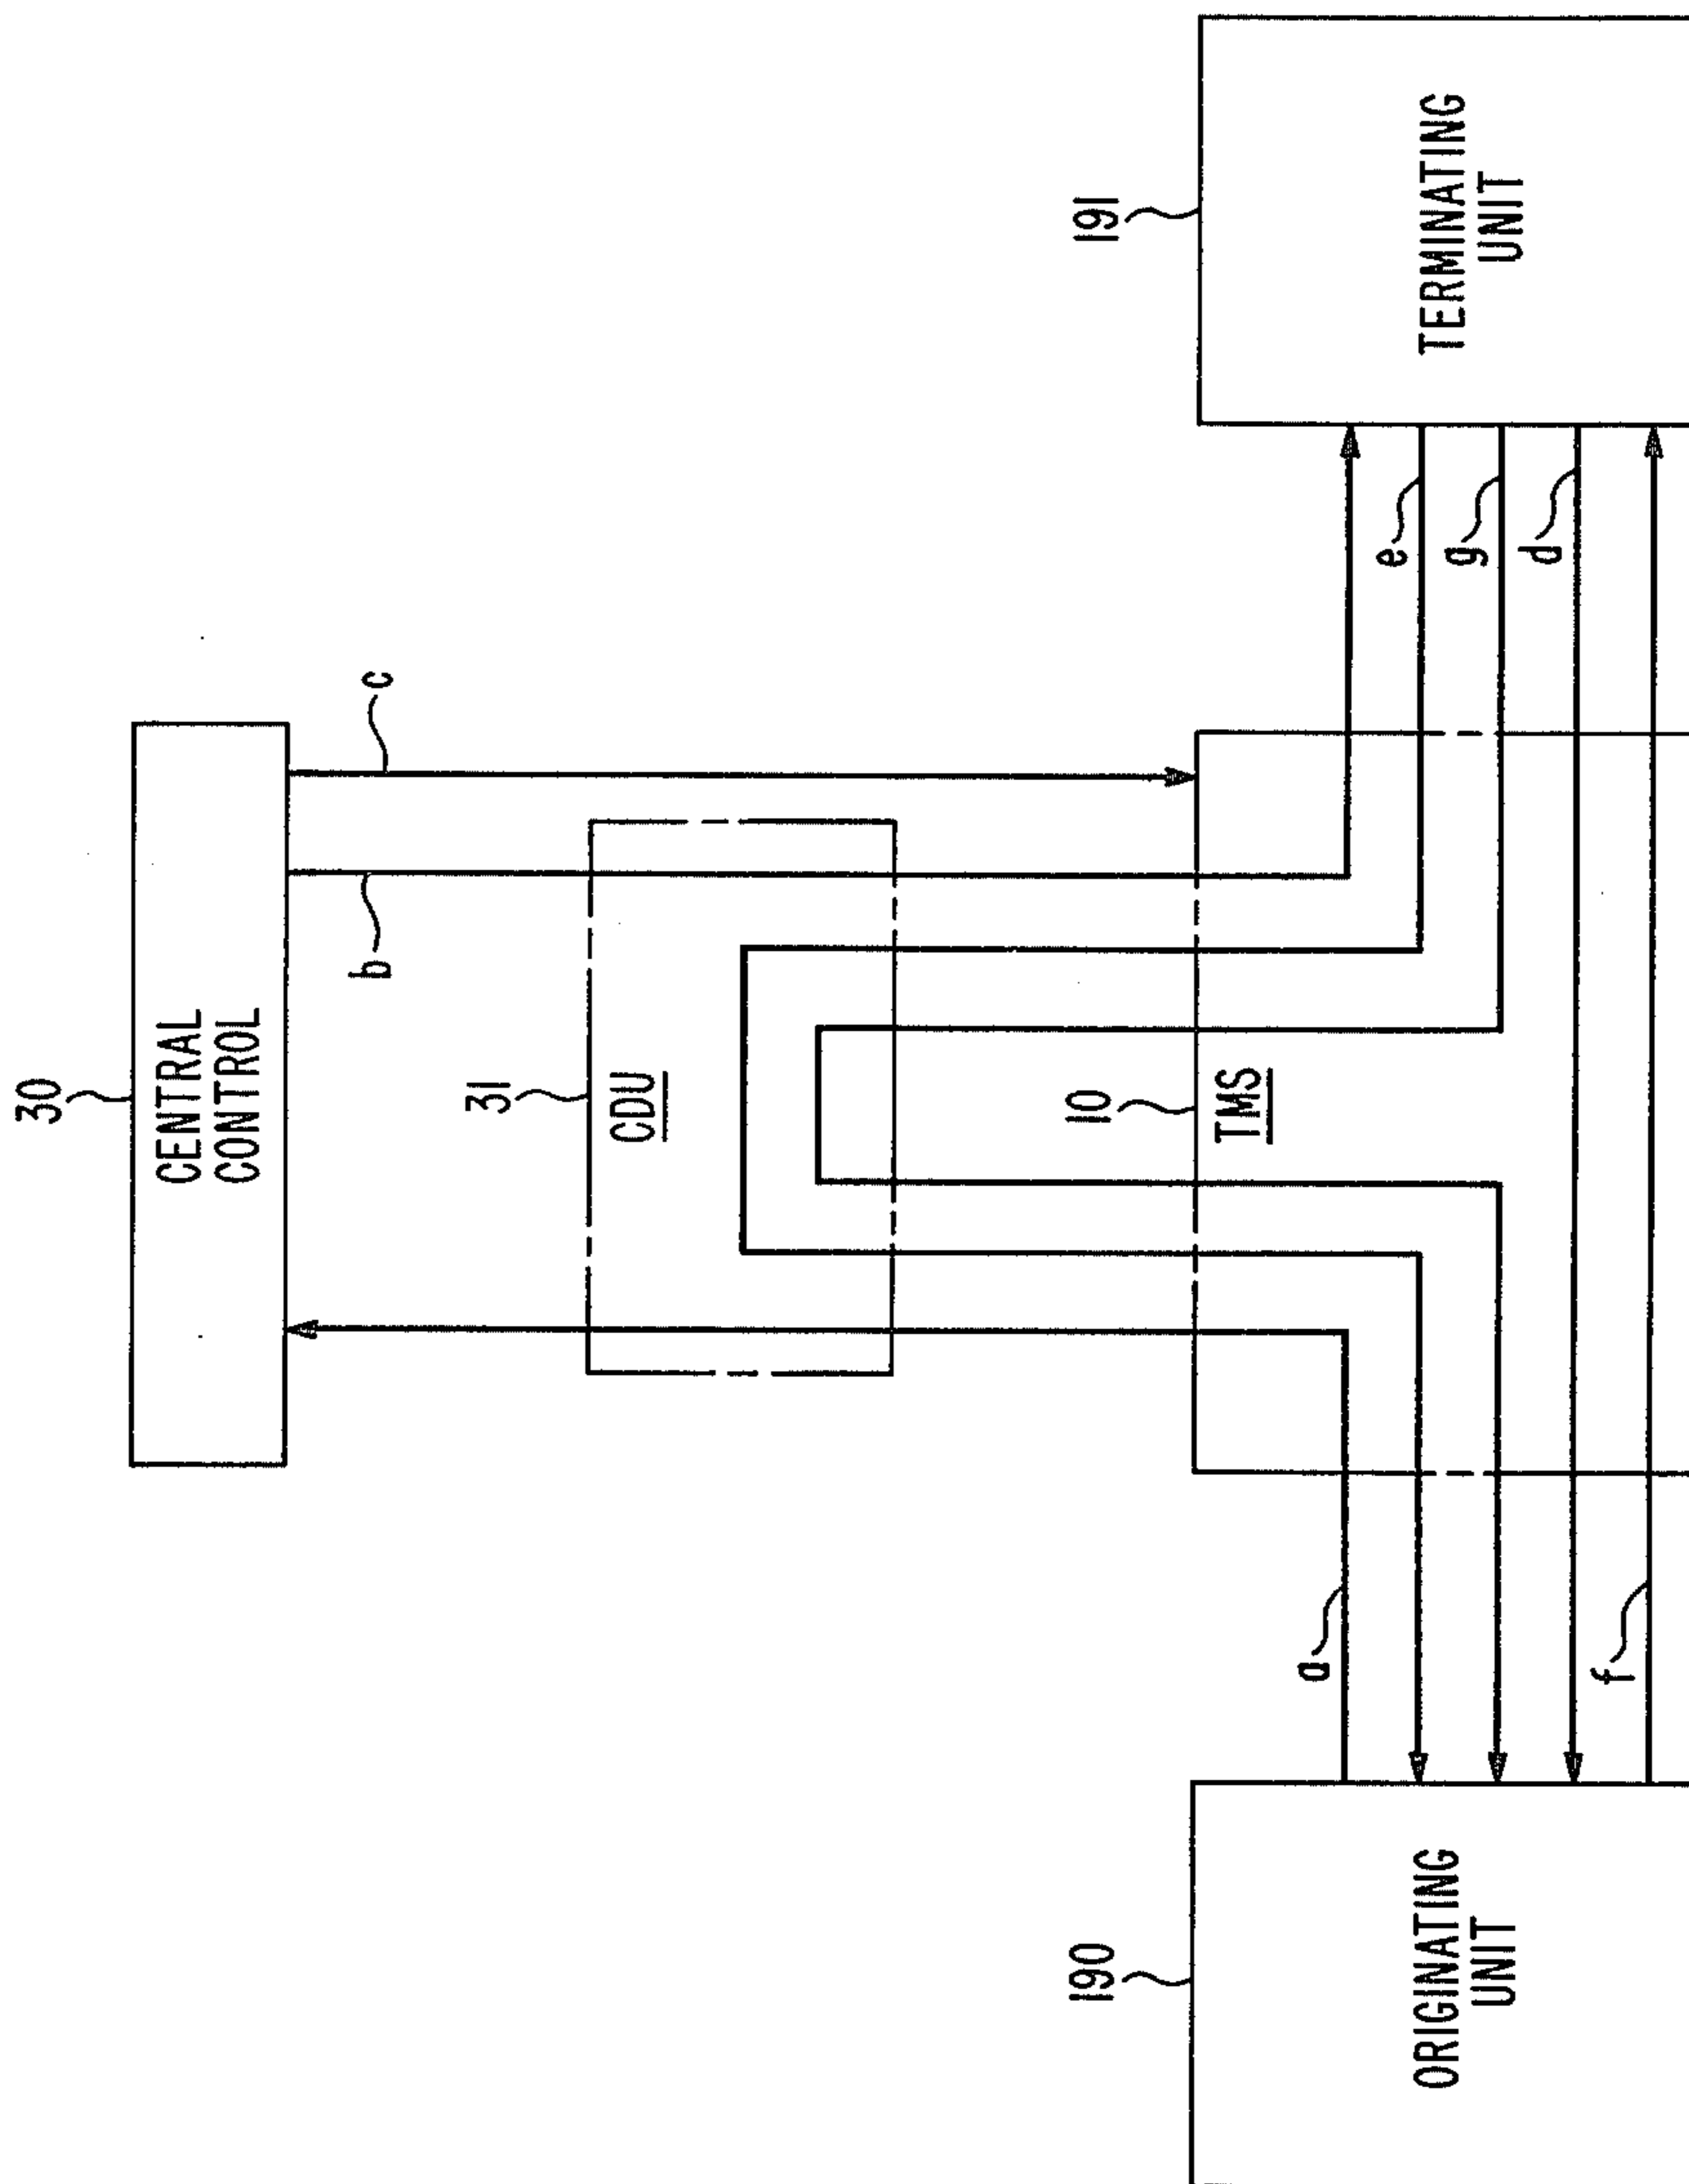 30
CENTRAL
CONTROL
b
c
31
CDU
10
TMS
190
ORIGINATING
UNIT
191
TERMINATING
UNIT
a
e
g
d
f